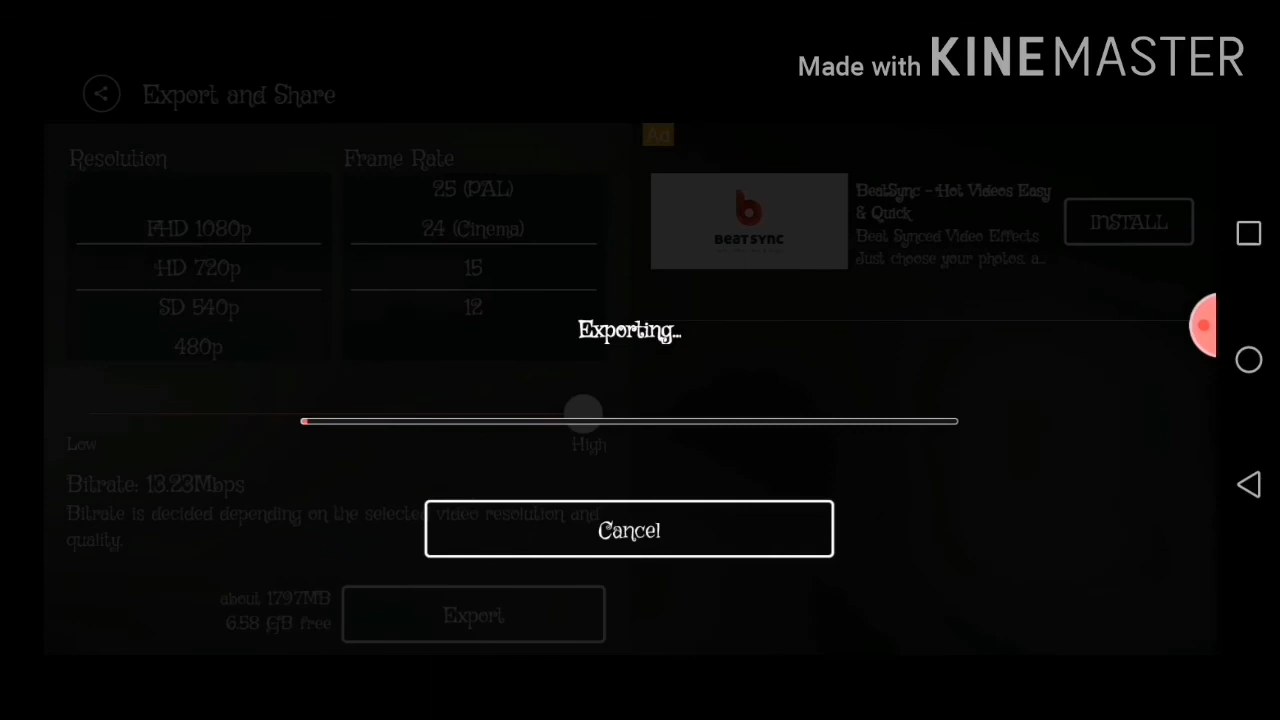 Made with KINEMASTER
Export and Share
Resolution
FHD 1080p
HD 720p
SD 540p
480p
Frame Rate
25 (PAL)
24 (Cinema)
15
12
Ad
BEATSYNC
BeatSync - Hot Videos Easy
& Quick
Beat Synced Video Effects
Just choose your photos, a...
INSTALL
Exporting...
Low
High
Bitrate: 13.23Mbps
Bitrate is decided depending on the selected video resolution and
quality.
Cancel
about 1797MB
6.58 GB free
Export